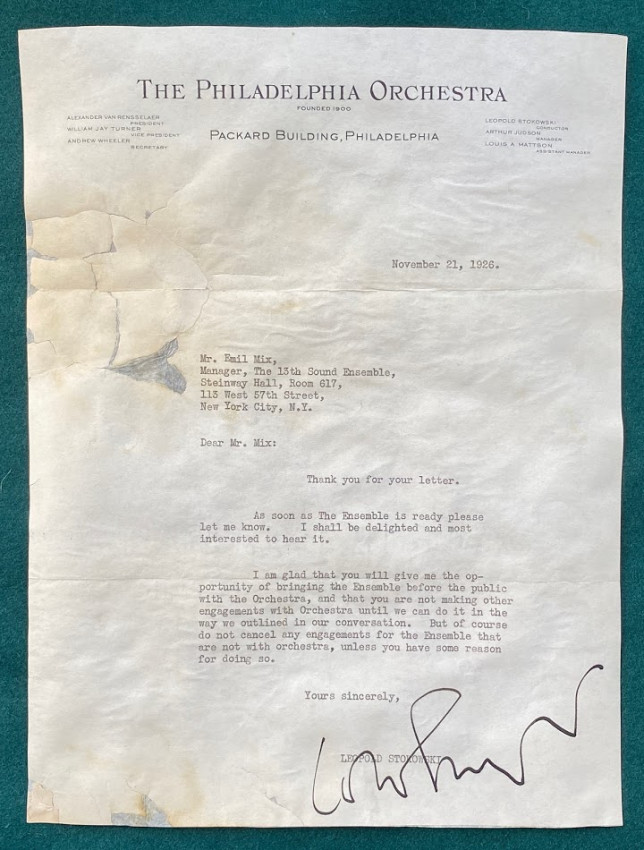 THE PHILADELPHIA ORCHESTRA
FOUNDED 1900
PACKARD BUILDING, PHILADELPHIA
ALEXANDER VAN RENSSELAER
PRESIDENT
WILLIAM JAY TURNER
VICE PRESIDENT
ANDREW WHEELER
SECRETARY
LEOPOLD STOKOWSKI
CONDUCTOR
ARTHUR JUDSON
MANAGER
LOUIS A MATTSON
ASSISTANT MANAGER
November 21, 1926.
Mr. Emil Mix,
Manager, The 13th Sound Ensemble,
Steinway Hall, Room 617,
113 West 57th Street,
New York City, N.Y.
Dear Mr. Mix:
Thank you for your letter.
As soon as The Ensemble is ready please
let me know. I shall be delighted and most
interested to hear it.
I am glad that you will give me the op-
portunity of bringing the Ensemble before the public
with the Orchestra, and that you are not making other
engagements with Orchestra until we can do it in the
way we outlined in our conversation. But of course
do not cancel any engagements for the Ensemble that
are not with orchestra, unless you have some reason
for doing so.
Yours sincerely,
LEOPOLD STOKOWSKI